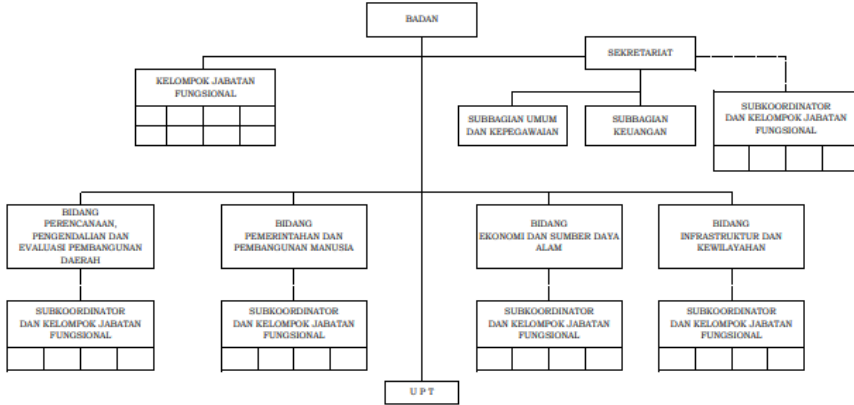 BADAN
SEKRETARIAT
KELOMPOK JABATAN
FUNGSIONAL
SUBBAGIAN UMUM
DAN KEPEGAWAIAN
SUBBAGIAN
KEUANGAN
SUBKOORDINATOR
DAN KELOMPOK JABATAN
FUNGSIONAL
BIDANG
PERENCANAAN,
PENGENDALIAN DAN
EVALUASI PEMBANGUNAN
DAERAH
BIDANG
PEMERINTAHAN DAN
PEMBANGUNAN MANUSIA
BIDANG
EKONOMI DAN SUMBER DAYA
ALAM
BIDANG
INFRASTRUKTUR DAN
KEWILAYAHAN
SUBKOORDINATOR
DAN KELOMPOK JABATAN
FUNGSIONAL
SUBKOORDINATOR
DAN KELOMPOK JABATAN
FUNGSIONAL
SUBKOORDINATOR
DAN KELOMPOK JABATAN
FUNGSIONAL
SUBKOORDINATOR
DAN KELOMPOK JABATAN
FUNGSIONAL
U P T